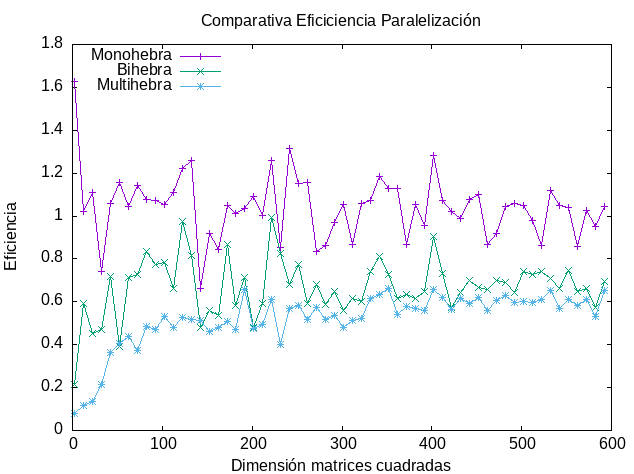 Comparativa Eficiciencia Paralelización
Monohebra
Bihebra
Multihebra
Eficiencia
1.8
1.6
1.4
1.2
1
0.8
0.6
0.4
0.2
0
0 100 200 300 400 500 600
Dimensión matrices cuadradas